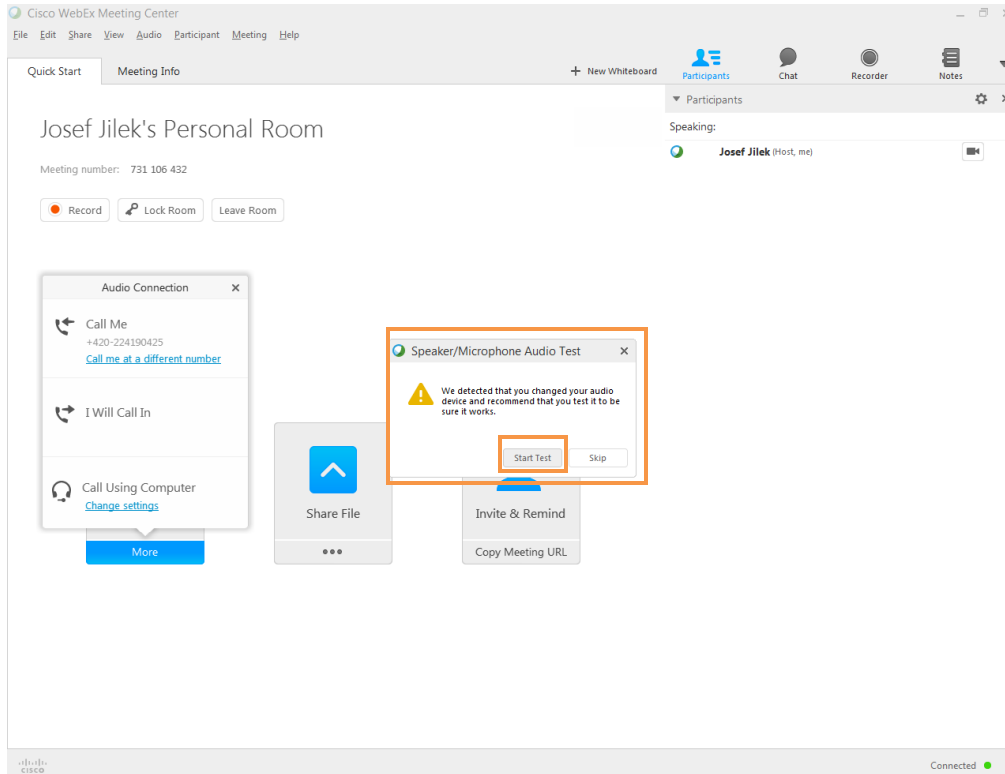 Cisco WebEx Meeting Center
File Edit Share View Audio Participant Meeting Help
Quick Start
Meeting Info
New Whiteboard
Participants
Chat
Recorder
Notes
Participants
Speaking:
Josef Jilek (Host, me)
Josef Jilek's Personal Room
Meeting number: 731 106 432
Record
Lock Room
Leave Room
Audio Connection
Call Me
+420-224190425
Call me at a different number
I Will Call In
Call Using Computer
Change settings
More
Speaker/Microphone Audio Test
We detected that you changed your audio
device and recommend that you test it to be
sure it works.
Start Test
Skip
Share File
Invite & Remind
Copy Meeting URL
CISCO
Connected